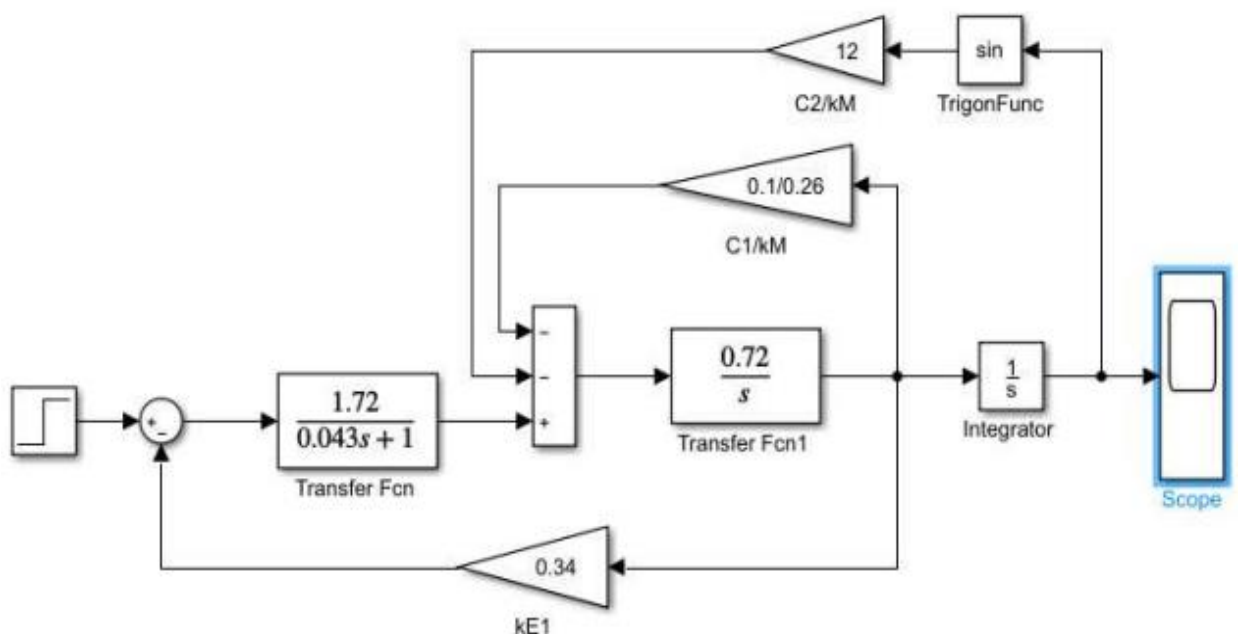 12
sin
C2/kM
TrigonFunc
0.1/0.26
C1/kM
−
−
+
0.72
s
Transfer Fcn1
1
s
Integrator
+
−
1.72
0.043s + 1
Transfer Fcn
Scope
0.34
kE1